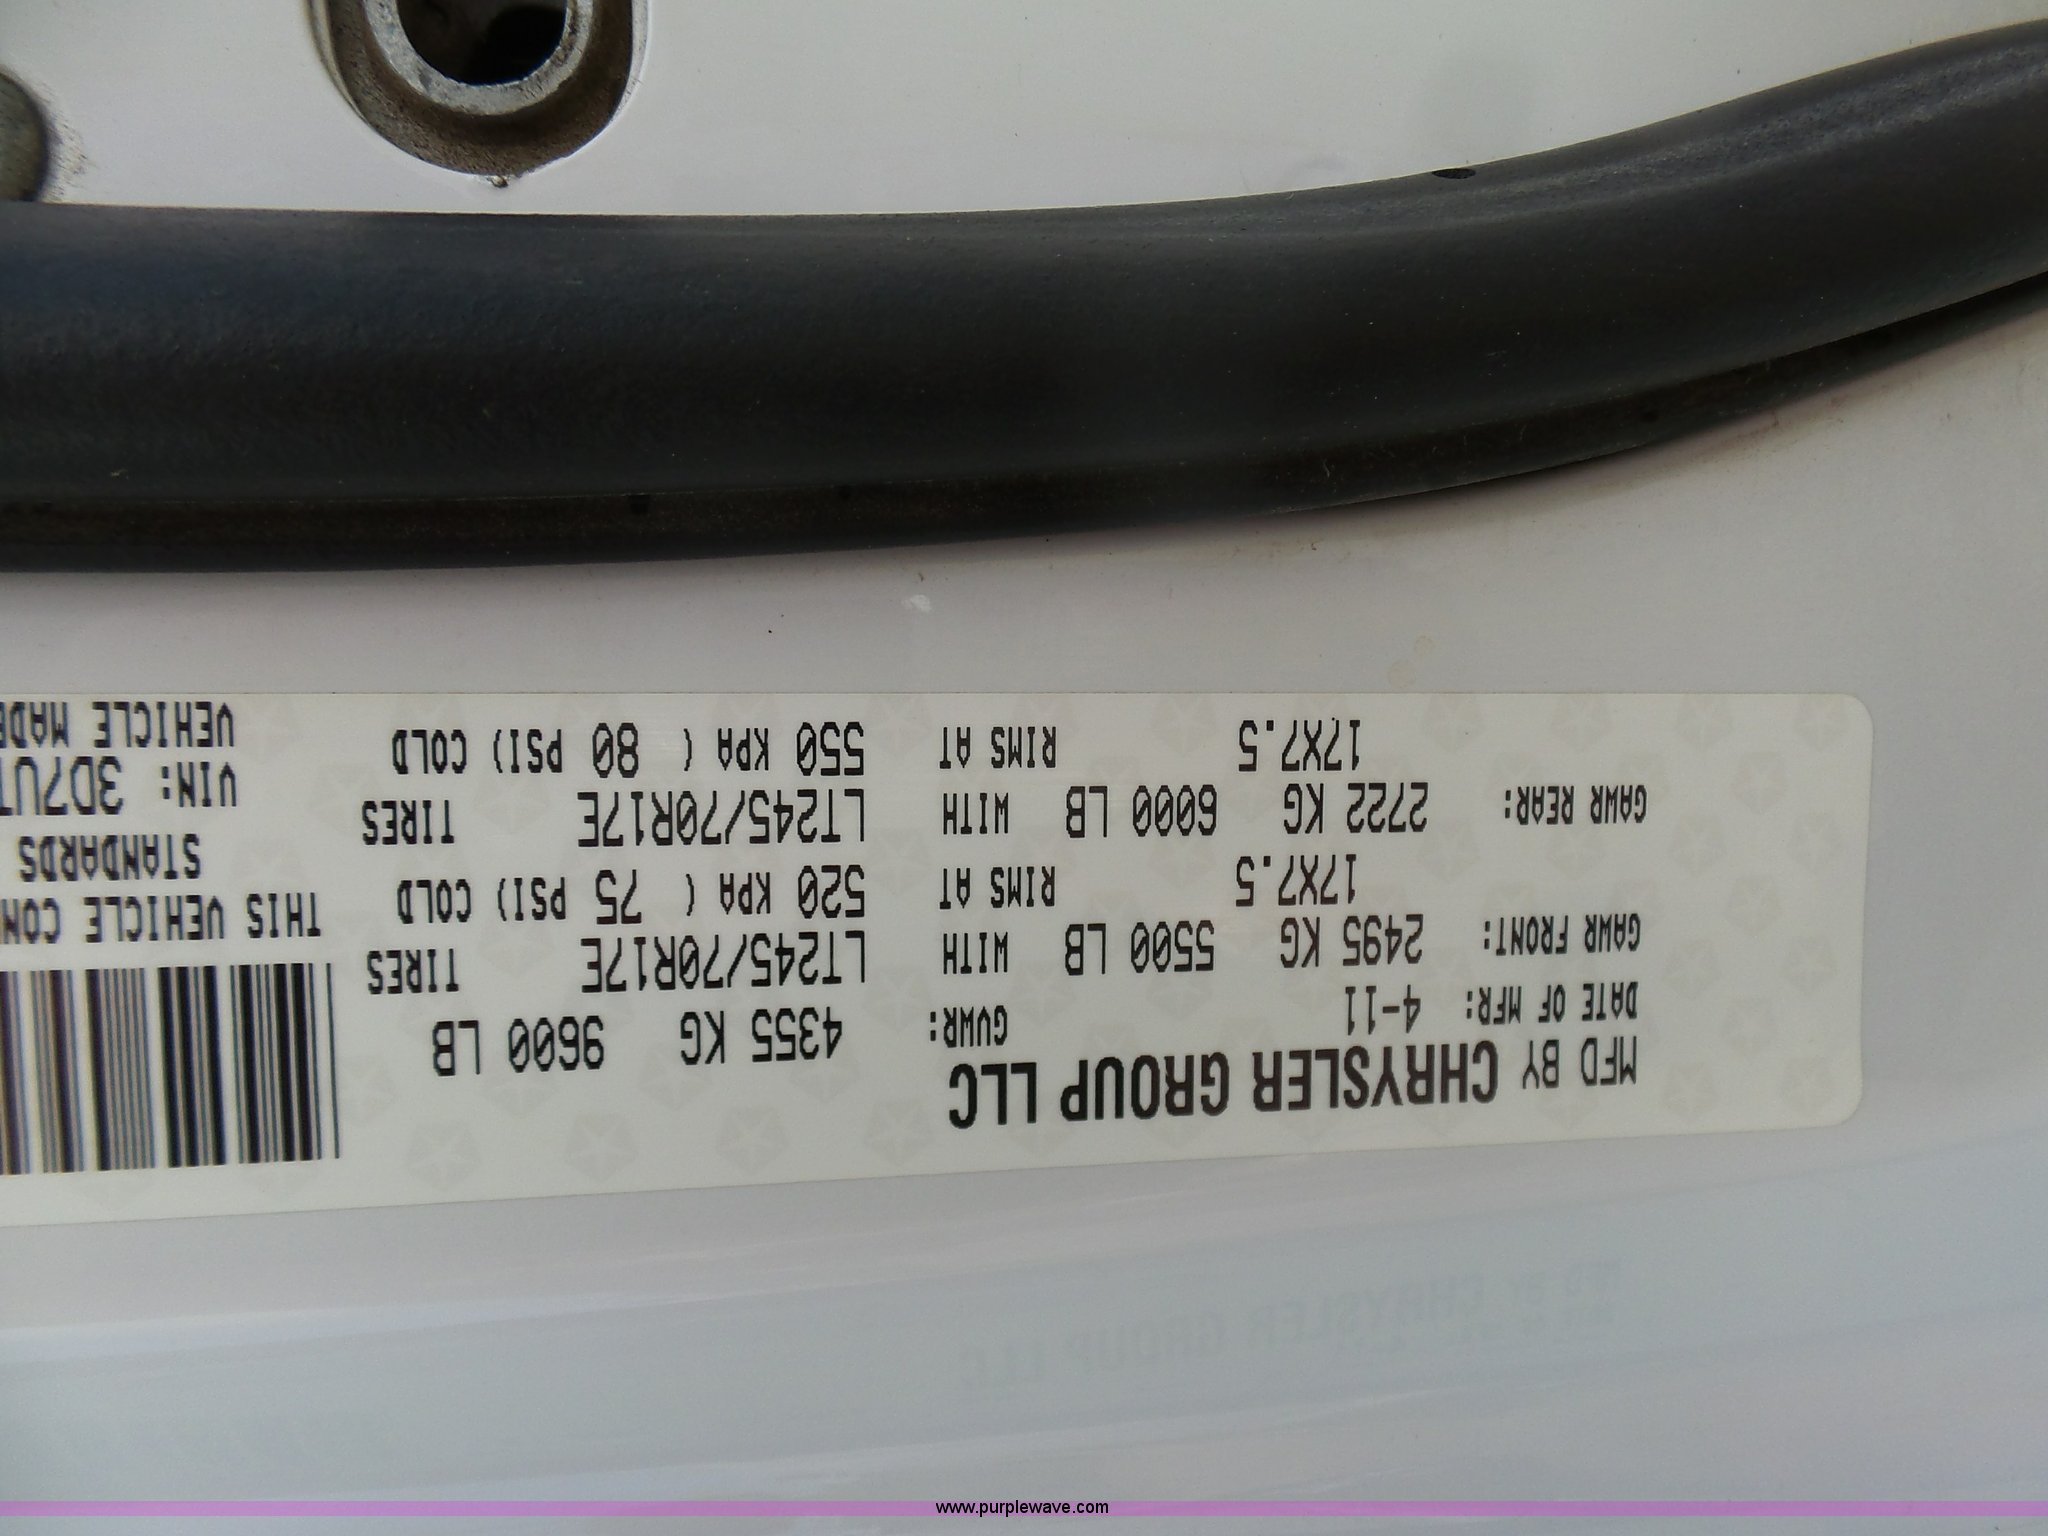 MFD BY CHRYSLER GROUP LLC
DATE OF MFR: 4-11 GVWR: 4355 KG 9600 LB
GAWR FRONT: 2495 KG 5500 LB WITH LT245/70R17E TIRES
17X7.5 RIMS AT 520 KPA ( 75 PSI) COLD
GAWR REAR: 2722 KG 6000 LB WITH LT245/70R17E TIRES
17X7.5 RIMS AT 550 KPA ( 80 PSI) COLD
THIS VEHICLE
STANDARDS
VIN: 3D7UT
VEHICLE MADE
www.purplewave.com